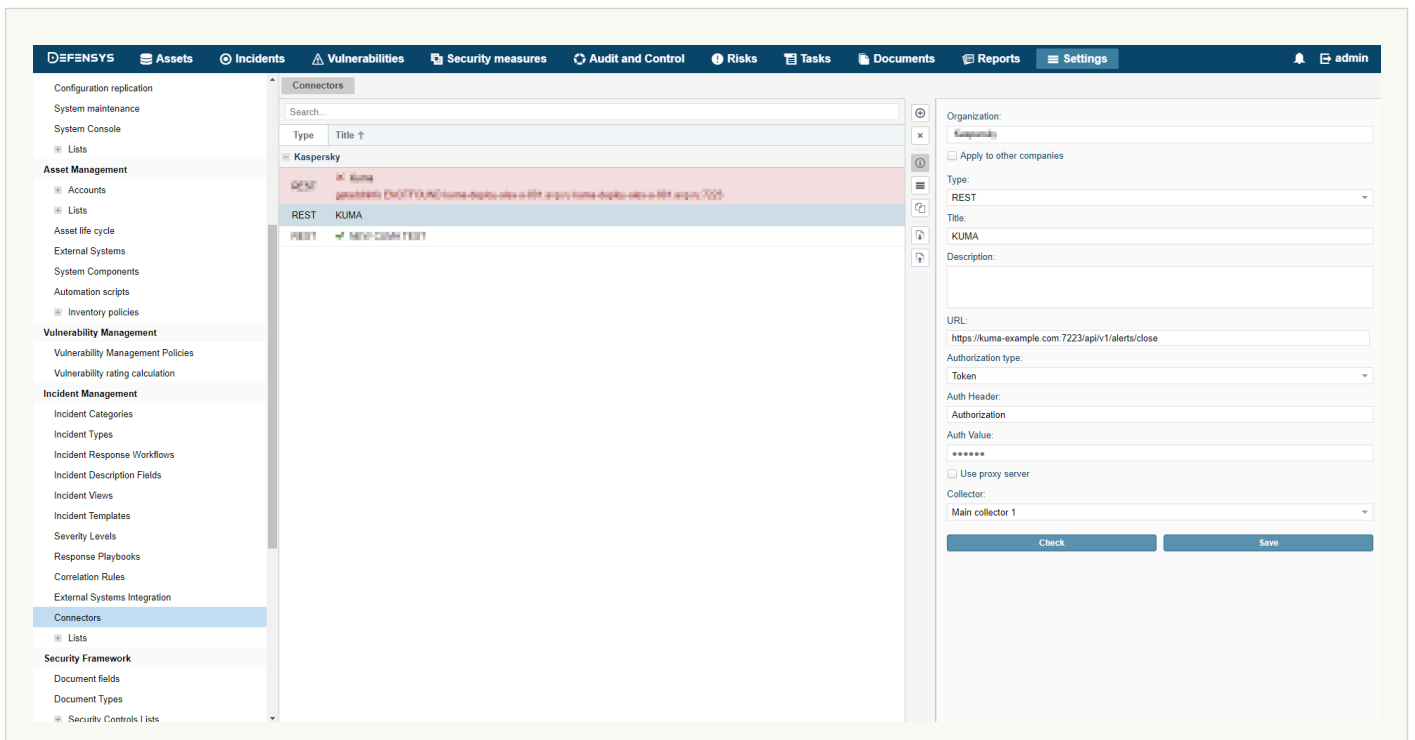 DEFENSYS Assets Incidents Vulnerabilities Security measures Audit and Control Risks Tasks Documents Reports Settings admin
Configuration replication
System maintenance
System Console
Lists
Asset Management
Accounts
Lists
Asset life cycle
External Systems
System Components
Automation scripts
Inventory policies
Vulnerability Management
Vulnerability Management Policies
Vulnerability rating calculation
Incident Management
Incident Categories
Incident Types
Incident Response Workflows
Incident Description Fields
Incident Views
Incident Templates
Severity Levels
Response Playbooks
Correlation Rules
External Systems Integration
Connectors
Lists
Security Framework
Document fields
Document Types
Security Controls Lists
Connectors
Search...
Type Title ↑
Kaspersky
REST KUMA
Organization:
Apply to other companies
Type:
REST
Title:
KUMA
Description:
URL:
https://kuma-example.com:7223/api/v1/alerts/close
Authorization type:
Token
Auth Header:
Authorization
Auth Value:
••••••
Use proxy server
Collector:
Main collector 1
Check Save